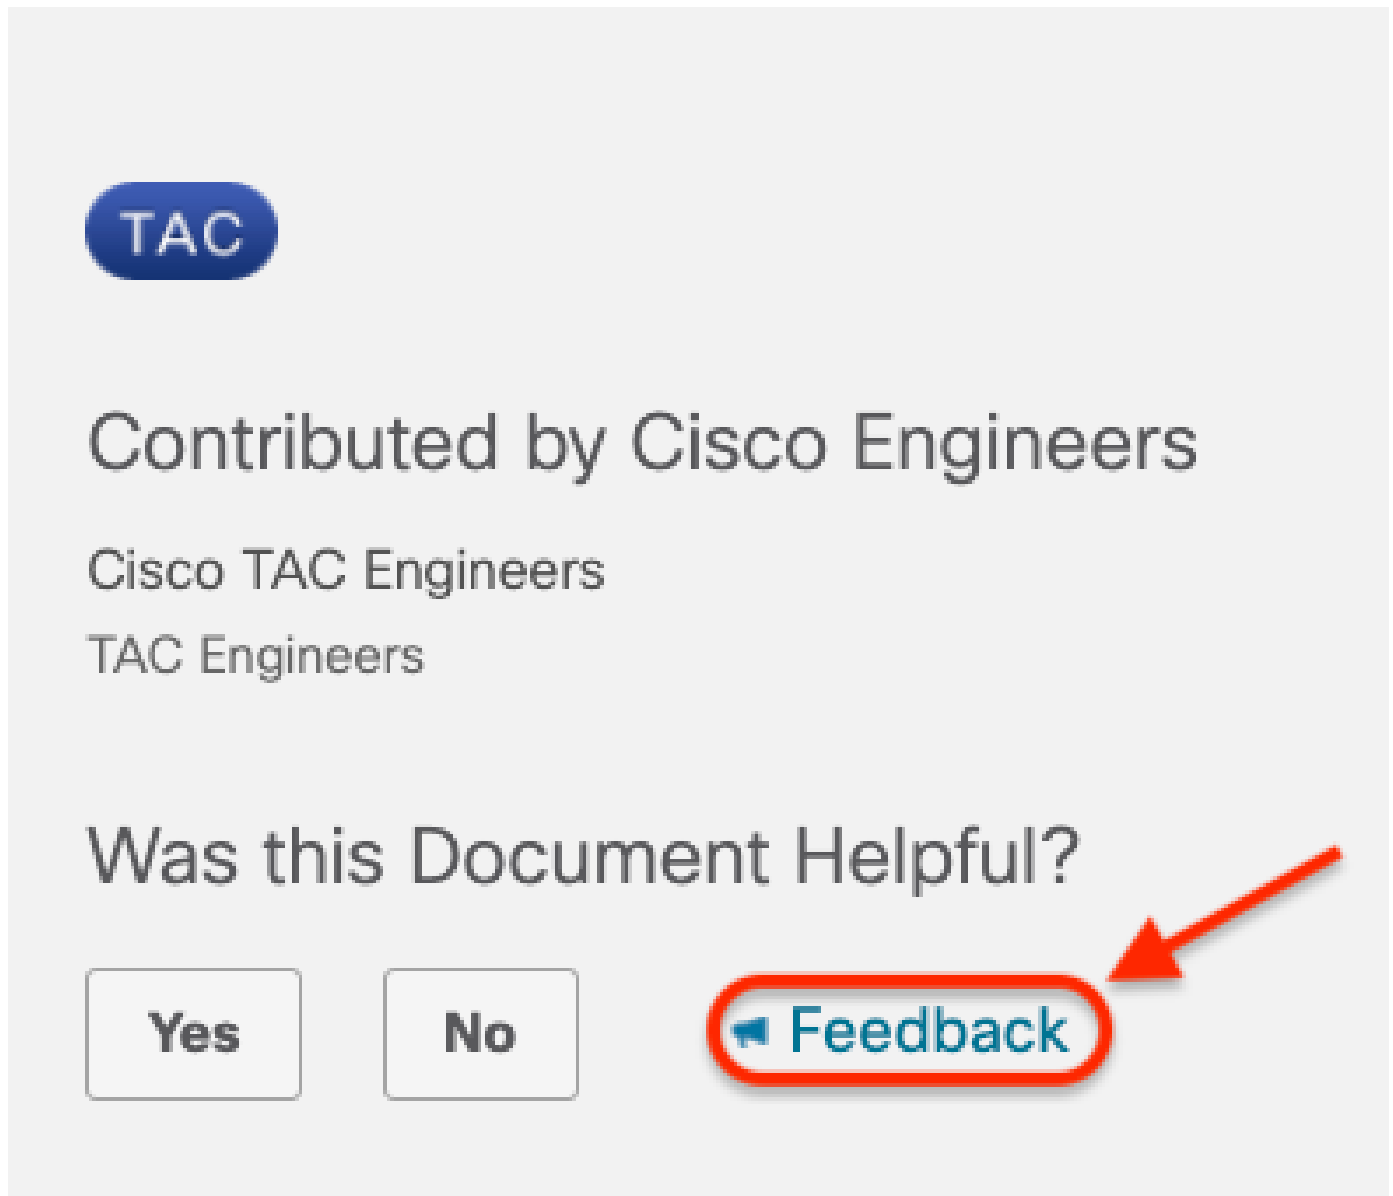 TAC
Contributed by Cisco Engineers
Cisco TAC Engineers
TAC Engineers
Was this Document Helpful?
Yes No Feedback